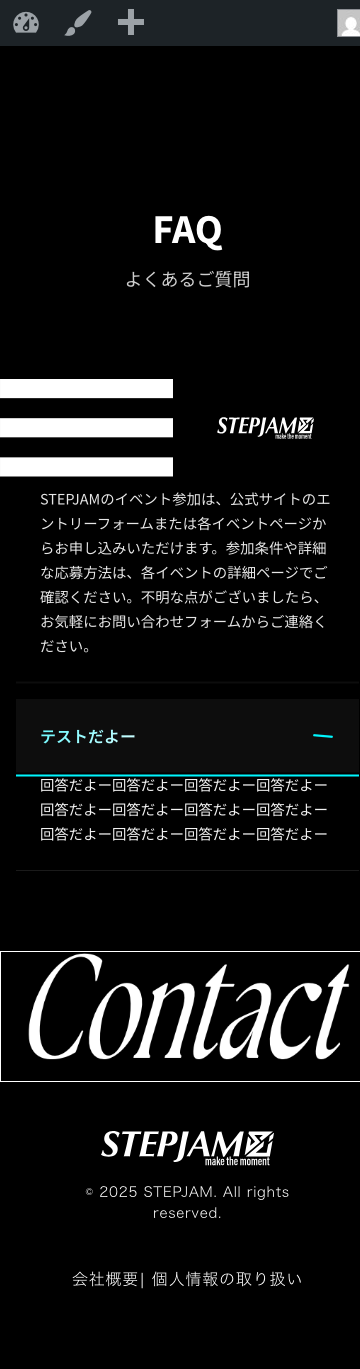 FAQ
よくあるご質問
STEPJAM
make the moment
STEPJAMのイベント参加は、公式サイトのエ
ントリーフォームまたは各イベントページか
らお申し込みいただけます。参加条件や詳細
な応募方法は、各イベントの詳細ページでご
確認ください。不明な点がございましたら、
お気軽にお問い合わせフォームからご連絡く
ださい。
テストだよー
回答だよー回答だよー回答だよー回答だよー
回答だよー回答だよー回答だよー回答だよー
回答だよー回答だよー回答だよー回答だよー
Contact
STEPJAM
make the moment
© 2025 STEPJAM. All rights
reserved.
会社概要| 個人情報の取り扱い